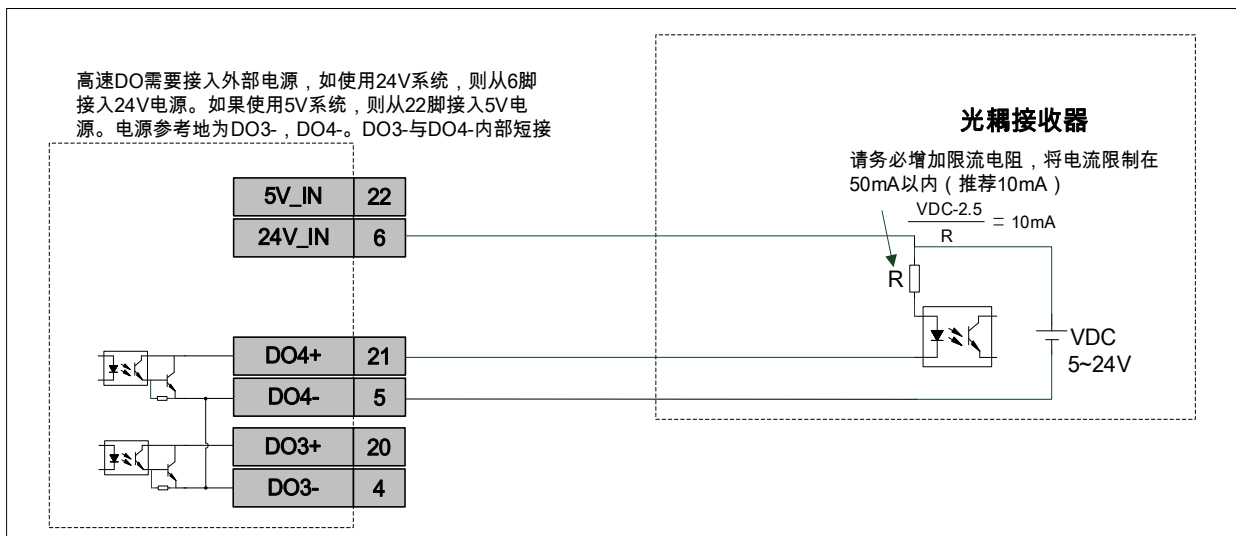 高速DO需要接入外部电源，如使用24V系统，则从6脚
接入24V电源。如果使用5V系统，则从22脚接入5V电
源。电源参考地为DO3-，DO4-。DO3-与DO4-内部短接
光耦接收器
请务必增加限流电阻，将电流限制在
50mA以内（推荐10mA）
VDC-2.5
R
= 10mA
5V_IN 22
24V_IN 6
R
DO4+ 21
DO4- 5
DO3+ 20
DO3- 4
VDC
5~24V